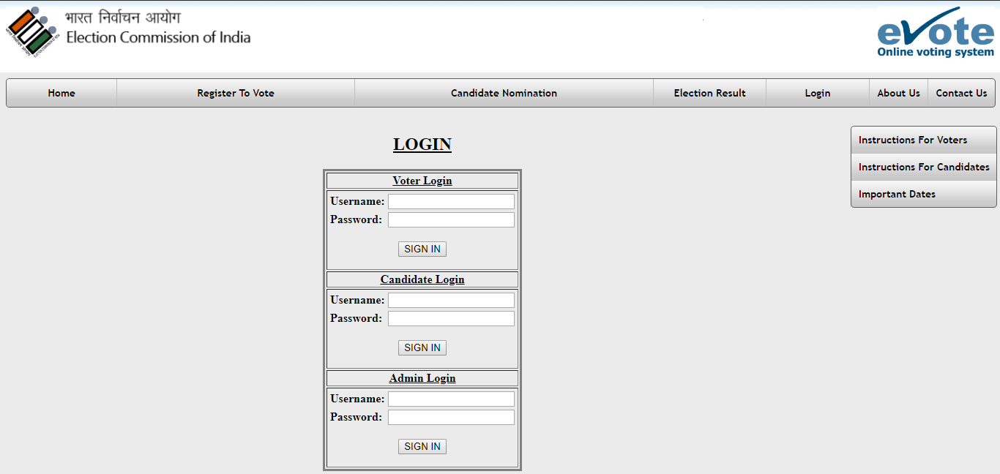 भारत निर्वाचन आयोग
Election Commission of India
evote
Online voting system
Home Register To Vote Candidate Nomination Election Result Login About Us Contact Us
LOGIN
Voter Login
Username:
Password:
SIGN IN
Candidate Login
Username:
Password:
SIGN IN
Admin Login
Username:
Password:
SIGN IN
Instructions For Voters
Instructions For Candidates
Important Dates